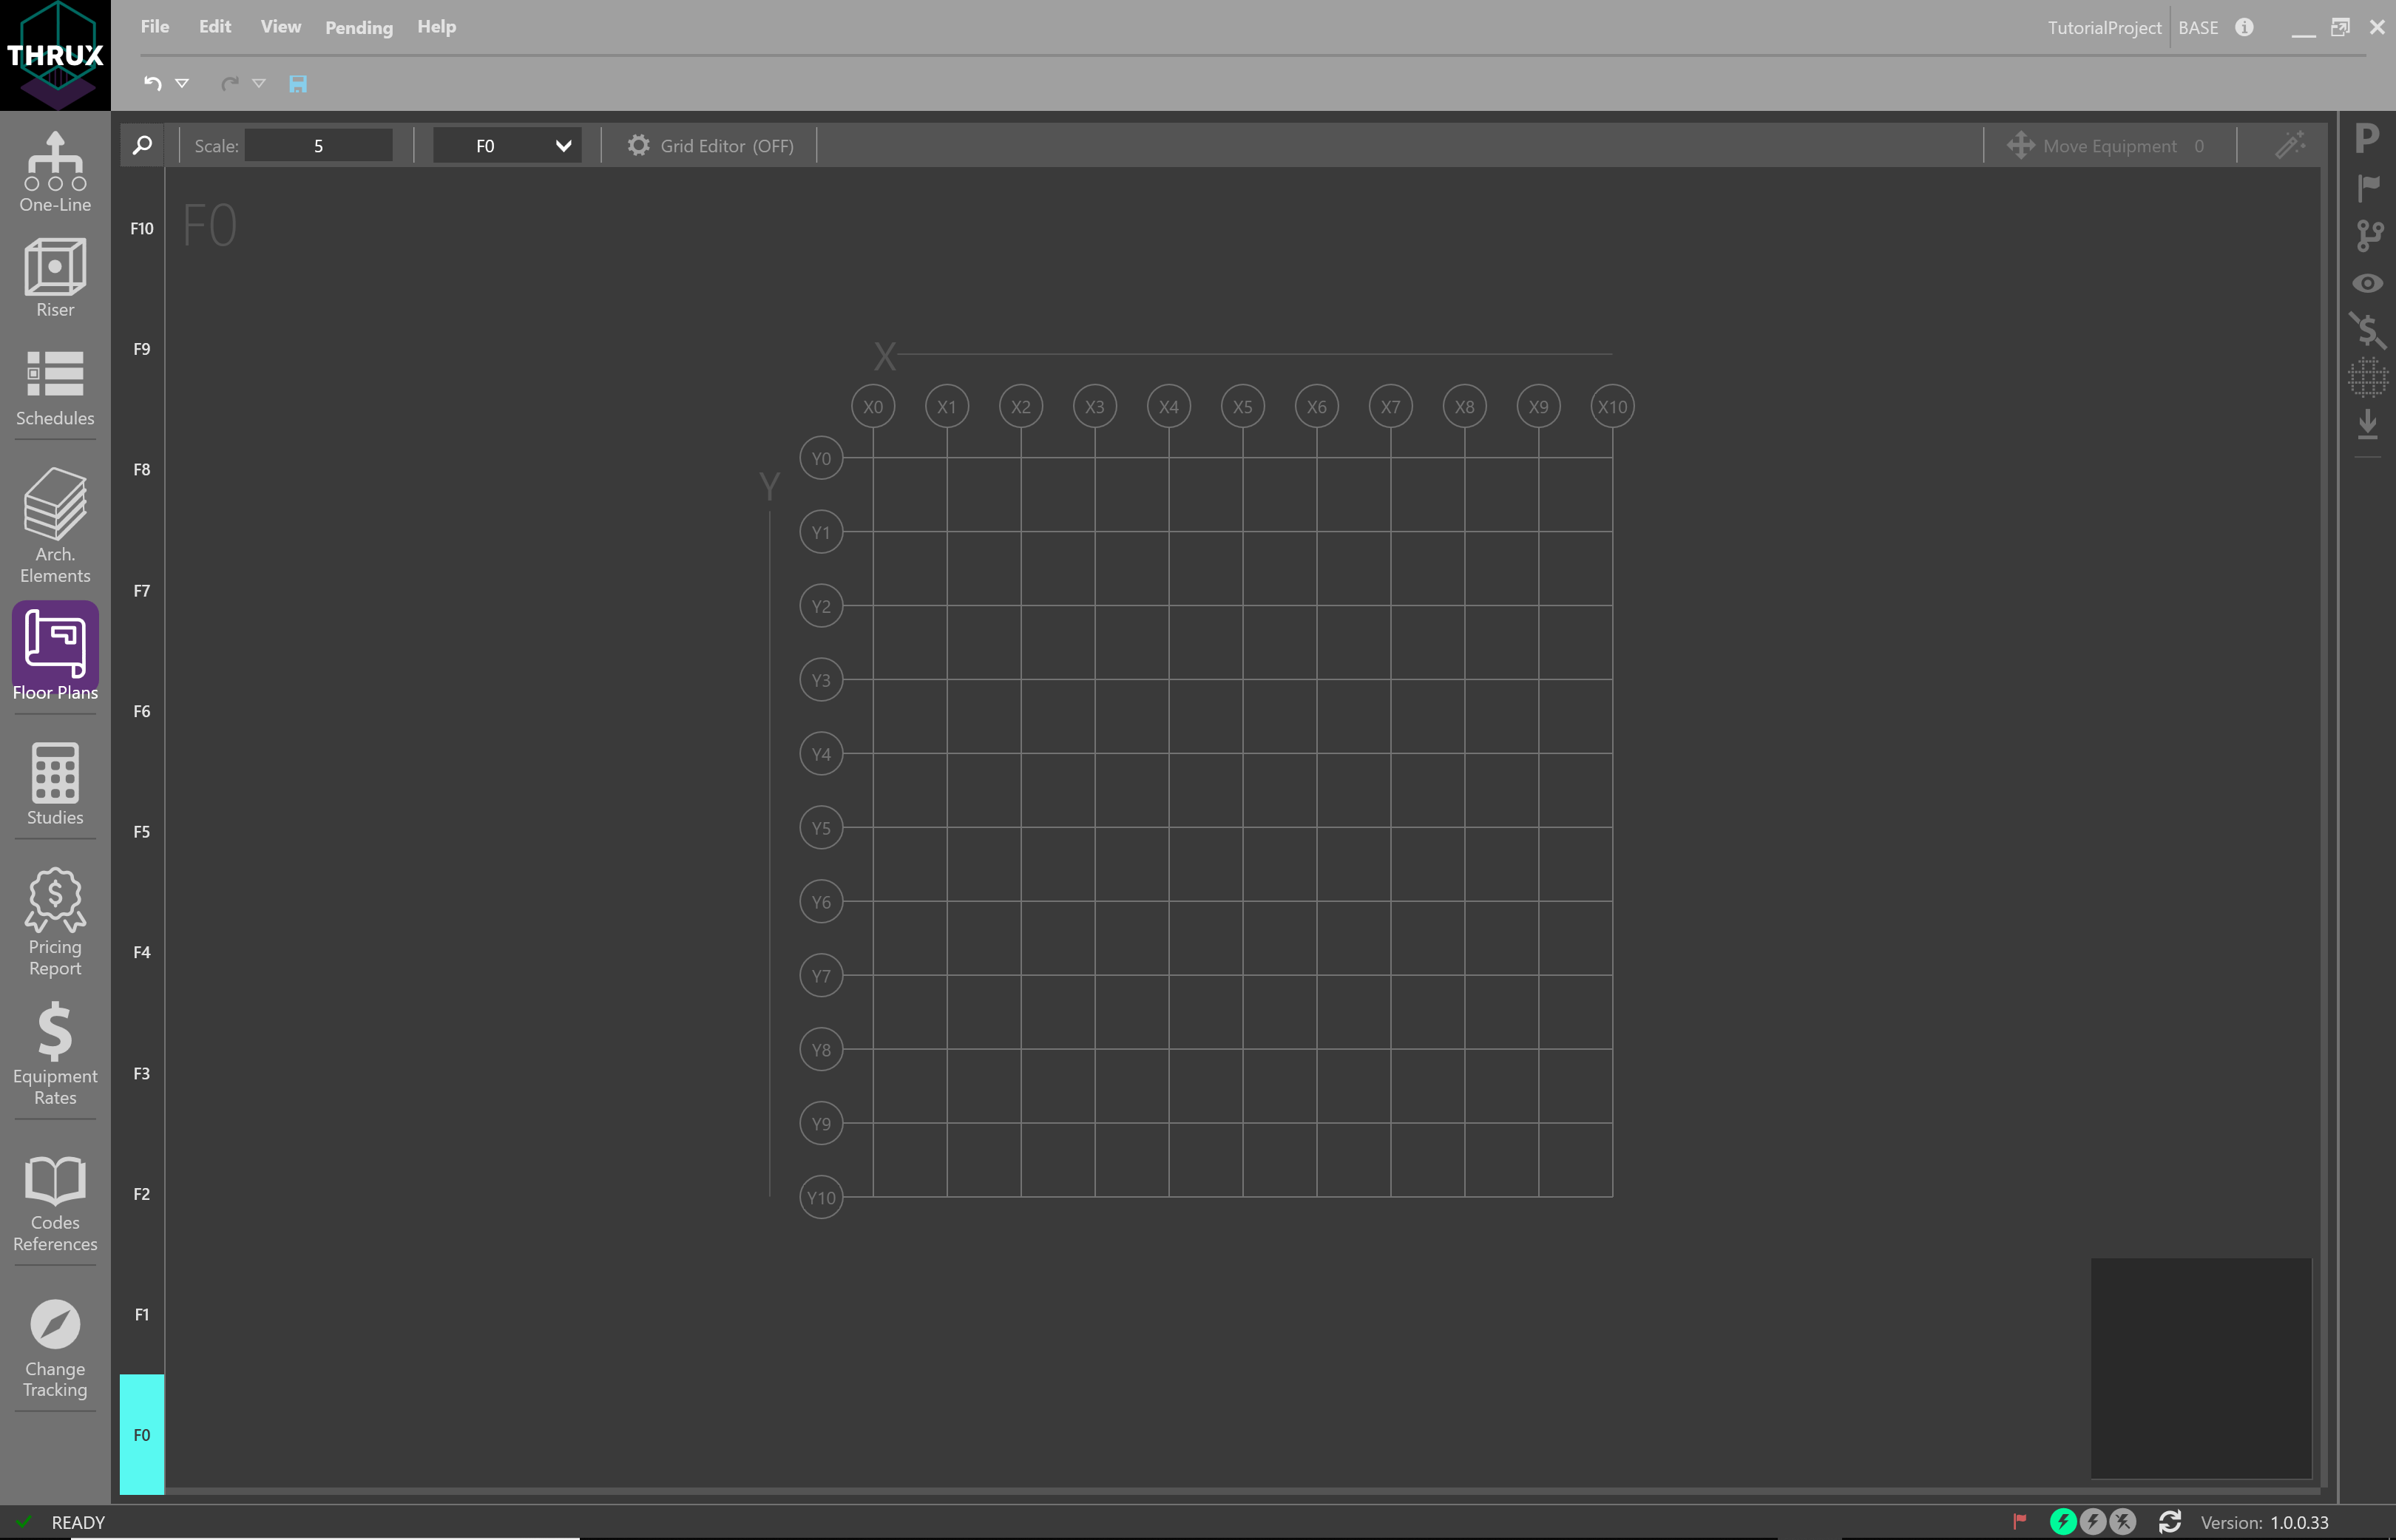 THRUX
File Edit View Pending Help
TutorialProject BASE
Scale: 5 F0 Grid Editor (OFF) Move Equipment 0
P
One-Line
Riser
Schedules
Arch.
Elements
Floor Plans
Studies
Pricing
Report
Equipment
Rates
Codes
References
Change
Tracking
F10
F9
F8
F7
F6
F5
F4
F3
F2
F1
F0
F0
X
X0 X1 X2 X3 X4 X5 X6 X7 X8 X9 X10
Y
Y0
Y1
Y2
Y3
Y4
Y5
Y6
Y7
Y8
Y9
Y10
READY
Version: 1.0.0.33